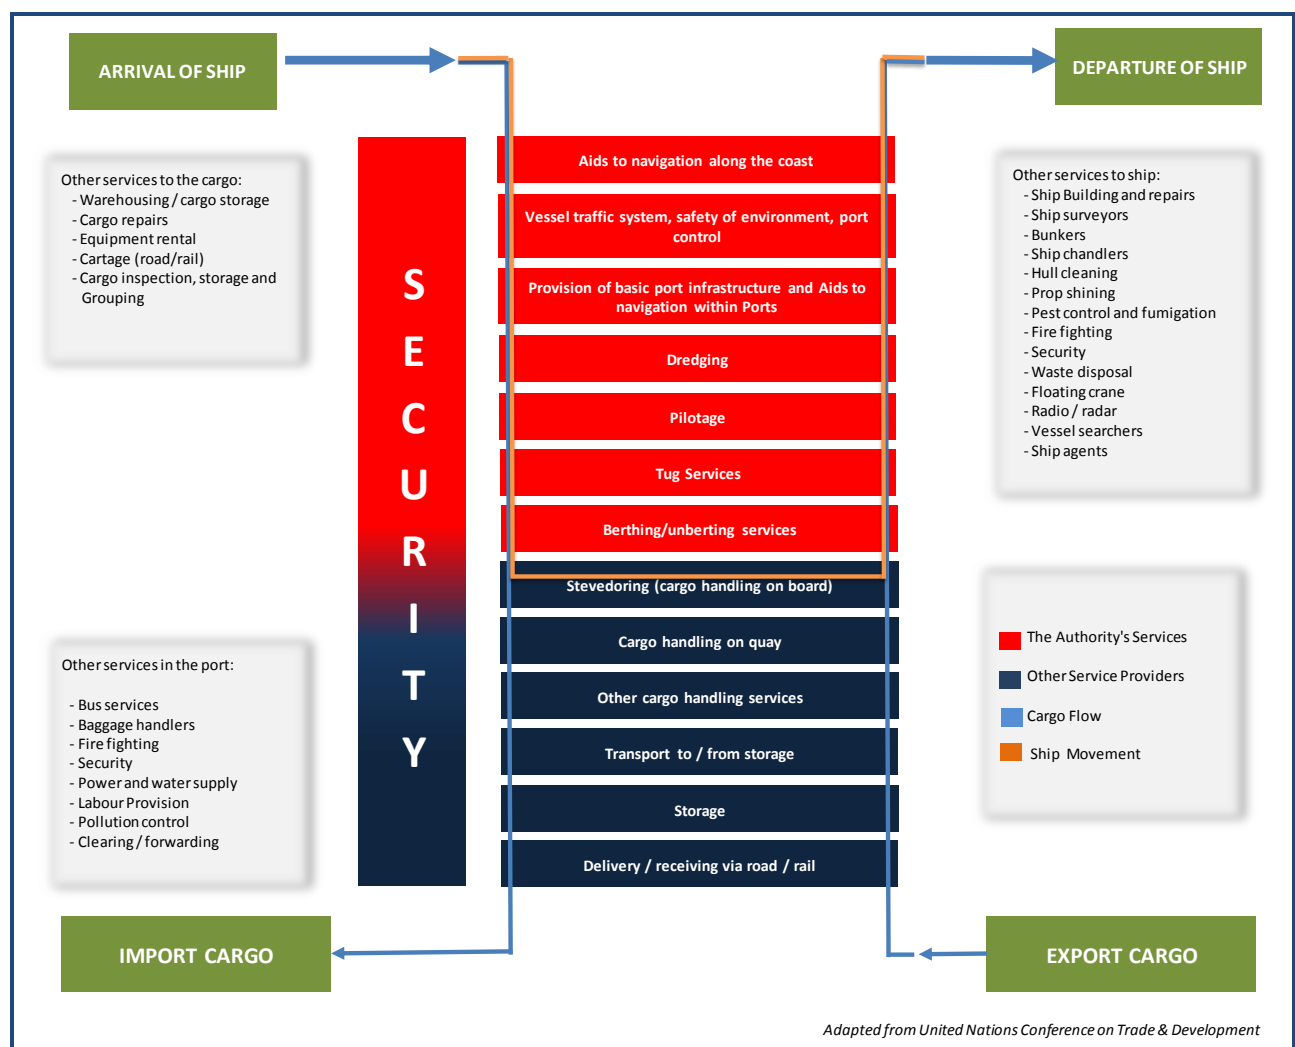 ARRIVAL OF SHIP
DEPARTURE OF SHIP
Other services to the cargo:
- Warehousing / cargo storage
- Cargo repairs
- Equipment rental
- Cartage (road/rail)
- Cargo inspection, storage and
Grouping
SECURITY
Aids to navigation along the coast
Vessel traffic system, safety of environment, port
control
Provision of basic port infrastructure and Aids to
navigation within Ports
Dredging
Pilotage
Tug Services
Berthing/unberting services
Stevedoring (cargo handling on board)
Cargo handling on quay
Other cargo handling services
Transport to / from storage
Storage
Delivery / receiving via road / rail
Other services to ship:
- Ship Building and repairs
- Ship surveyors
- Bunkers
- Ship chandlers
- Hull cleaning
- Prop shining
- Pest control and fumigation
- Fire fighting
- Security
- Waste disposal
- Floating crane
- Radio / radar
- Vessel searchers
- Ship agents
Other services in the port:
- Bus services
- Baggage handlers
- Fire fighting
- Security
- Power and water supply
- Labour Provision
- Pollution control
- Clearing / forwarding
The Authority's Services
Other Service Providers
Cargo Flow
Ship Movement
IMPORT CARGO
EXPORT CARGO
Adapted from United Nations Conference on Trade & Development